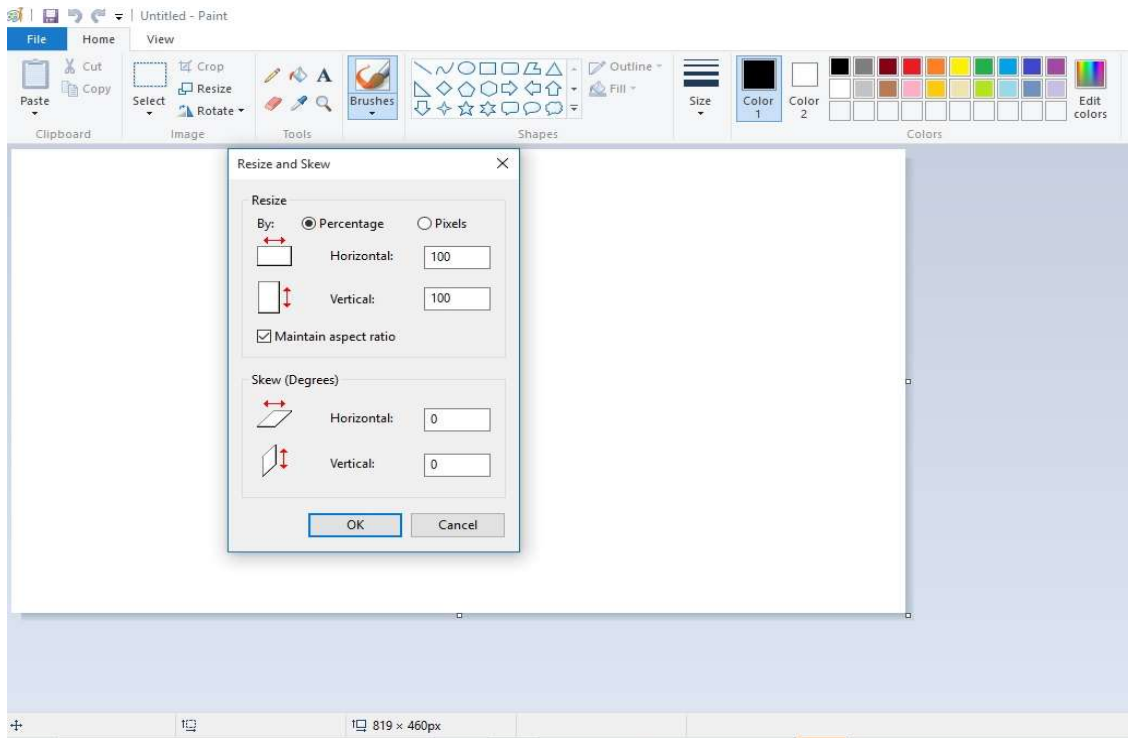 Untitled - Paint
File Home View
Cut Crop Outline
Copy Resize Fill
Paste Select Rotate Brushes Size Color 1 Color 2 Edit colors
Clipboard Image Tools Shapes Colors
A
Resize and Skew
Resize
By: Percentage Pixels
Horizontal: 100
Vertical: 100
Maintain aspect ratio
Skew (Degrees)
Horizontal: 0
Vertical: 0
OK Cancel
819 × 460px